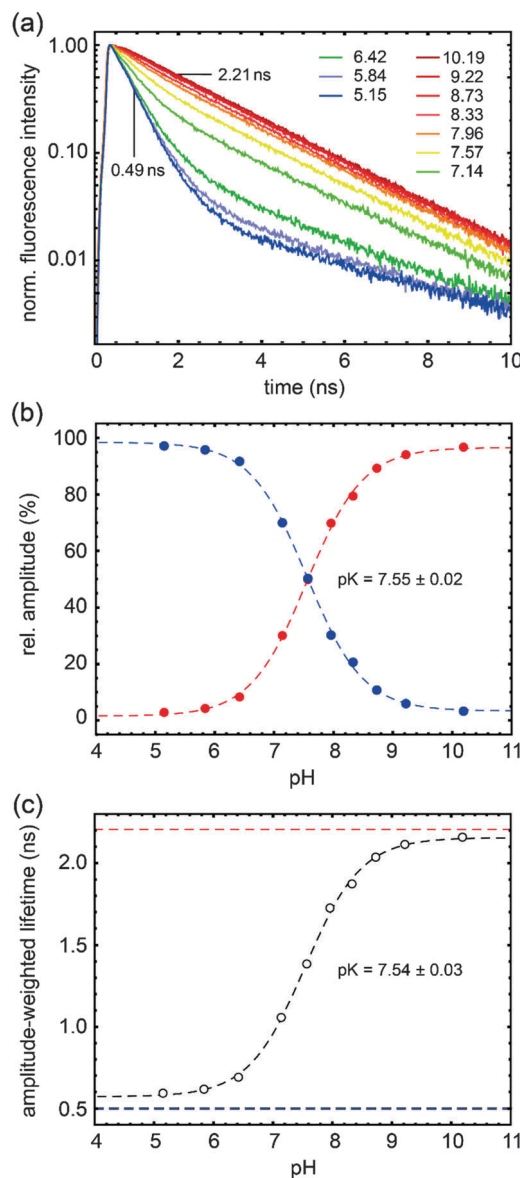 (a)
norm. fluorescence intensity
1.00
0.10
0.01
2.21 ns
0.49 ns
6.42
5.84
5.15
10.19
9.22
8.73
8.33
7.96
7.57
7.14
0 2 4 6 8 10
time (ns)
(b)
rel. amplitude (%)
100
80
60
40
20
0
pK = 7.55 ± 0.02
4 5 6 7 8 9 10 11
pH
(c)
amplitude-weighted lifetime (ns)
2.0
1.5
1.0
0.5
pK = 7.54 ± 0.03
4 5 6 7 8 9 10 11
pH